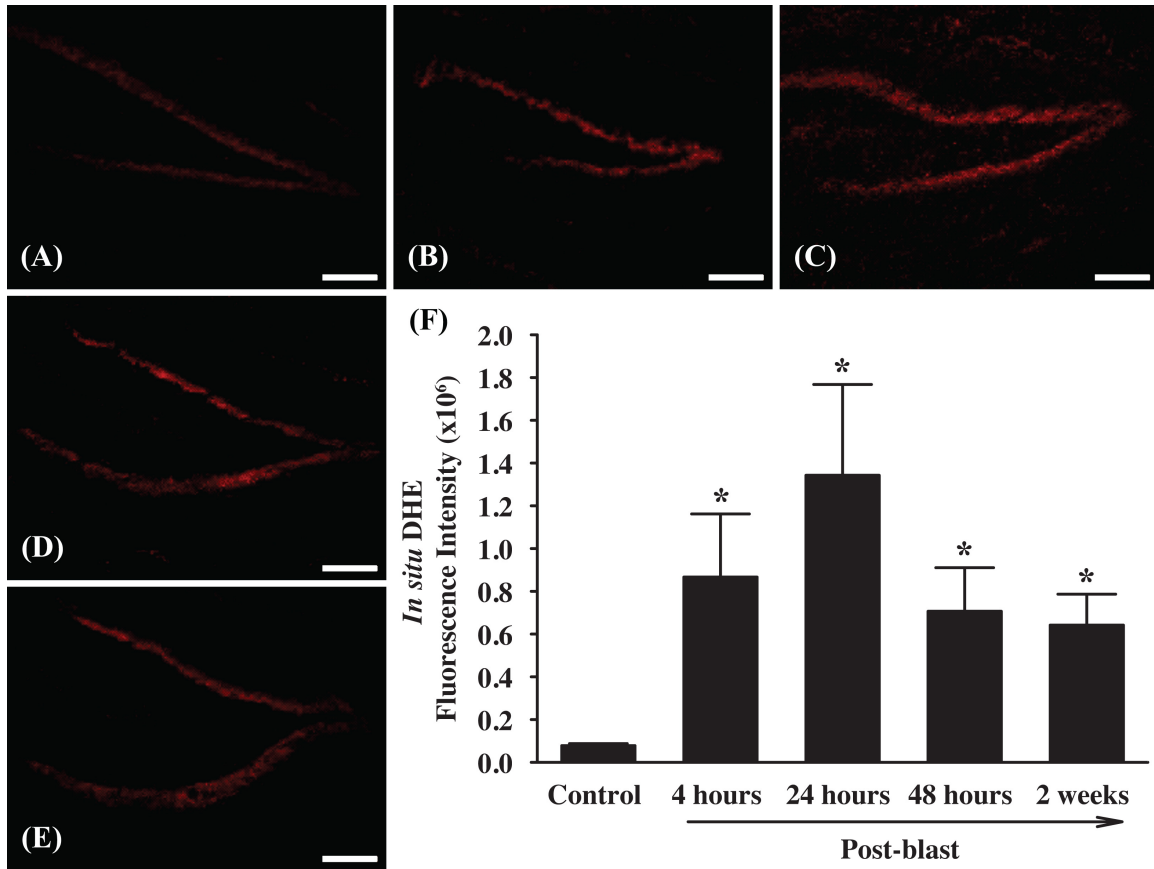 (A)
(B)
(C)
(D)
(E)
(F)
In situ DHE
Fluorescence Intensity (x10⁶)
2.0
1.8
1.6
1.4
1.2
1.0
0.8
0.6
0.4
0.2
0.0
*
*
*
*
Control 4 hours 24 hours 48 hours 2 weeks
Post-blast